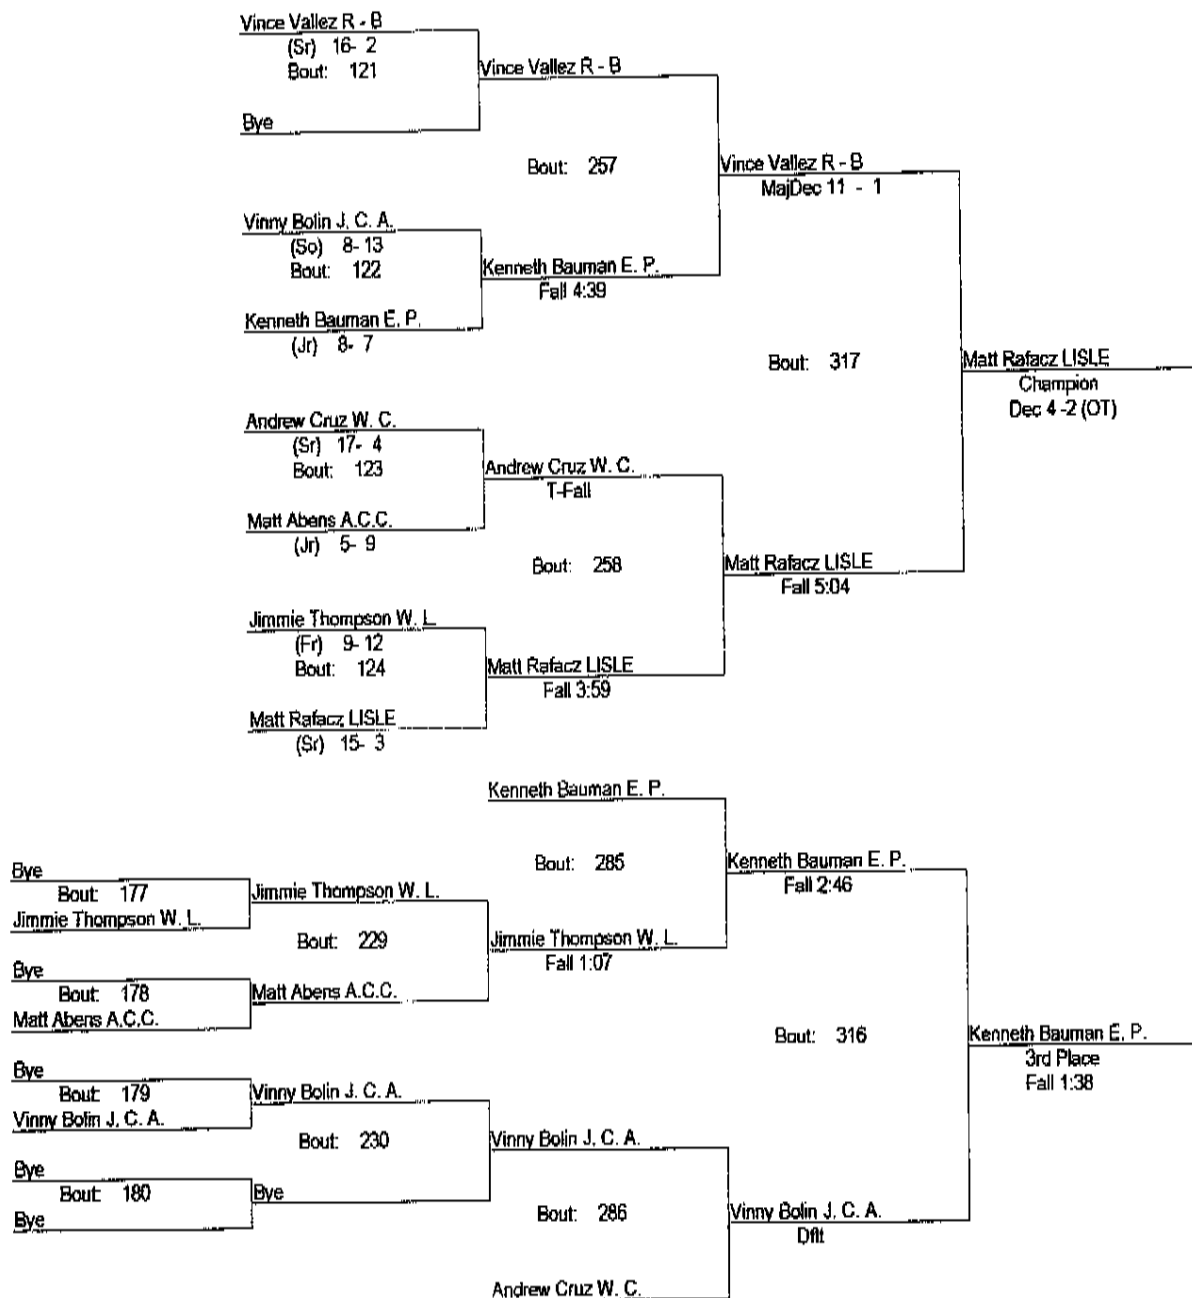 Vince Vallez R - B
(Sr) 16- 2
Bout: 121
Vince Vallez R - B
Bye
Bout: 257
Vince Vallez R - B
MajDec 11 - 1
Vinny Bolin J. C. A.
(So) 8- 13
Bout: 122
Kenneth Bauman E. P.
Fall 4:39
Kenneth Bauman E. P.
(Jr) 8- 7
Bout: 317
Matt Rafacz LISLE
Champion
Dec 4 -2 (OT)
Andrew Cruz W. C.
(Sr) 17- 4
Bout: 123
Andrew Cruz W. C.
T-Fall
Matt Abens A.C.C.
(Jr) 5- 9
Bout: 258
Matt Rafacz LISLE
Fall 5:04
Jimmie Thompson W. L.
(Fr) 9- 12
Bout: 124
Matt Rafacz LISLE
Fall 3:59
Matt Rafacz LISLE
(Sr) 15- 3
Kenneth Bauman E. P.
Bout: 285
Kenneth Bauman E. P.
Fall 2:46
Bye
Bout: 177
Jimmie Thompson W. L.
Jimmie Thompson W. L.
Bout: 229
Jimmie Thompson W. L.
Fall 1:07
Bye
Bout: 178
Matt Abens A.C.C.
Matt Abens A.C.C.
Bout: 316
Kenneth Bauman E. P.
3rd Place
Fall 1:38
Bye
Bout: 179
Vinny Bolin J. C. A.
Vinny Bolin J. C. A.
Bout: 230
Vinny Bolin J. C. A.
Bye
Bout: 180
Bye
Bye
Bout: 286
Vinny Bolin J. C. A.
Dflt
Andrew Cruz W. C.